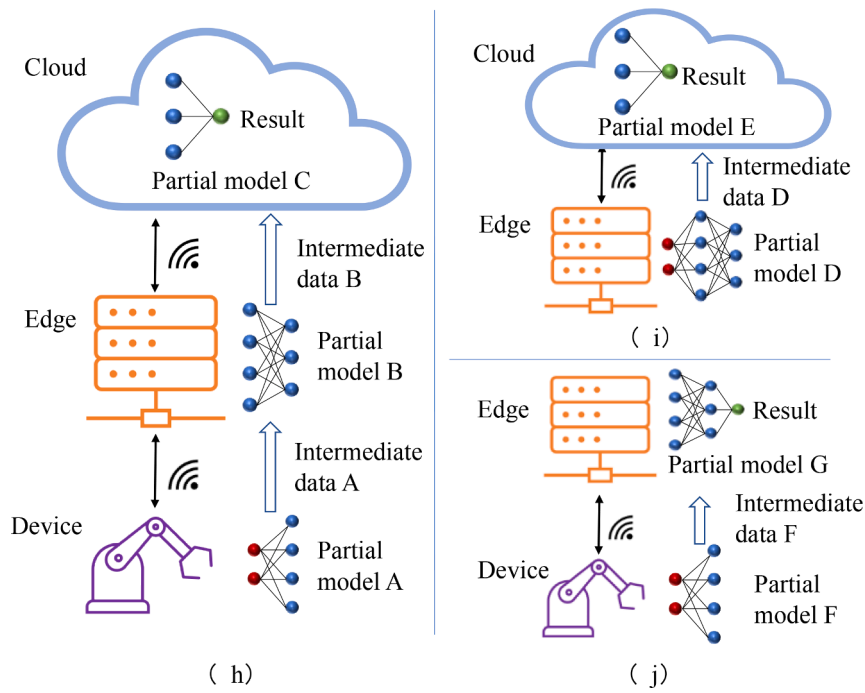 Cloud
Result
Partial model C
Intermediate
data B
Edge
Partial
model B
Intermediate
data A
Device
Partial
model A
( h)
Cloud
Partial model E
Intermediate
data D
Edge
Partial
model D
( i)
Edge
Result
Partial model G
Intermediate
data F
Device
Partial
model F
( j)